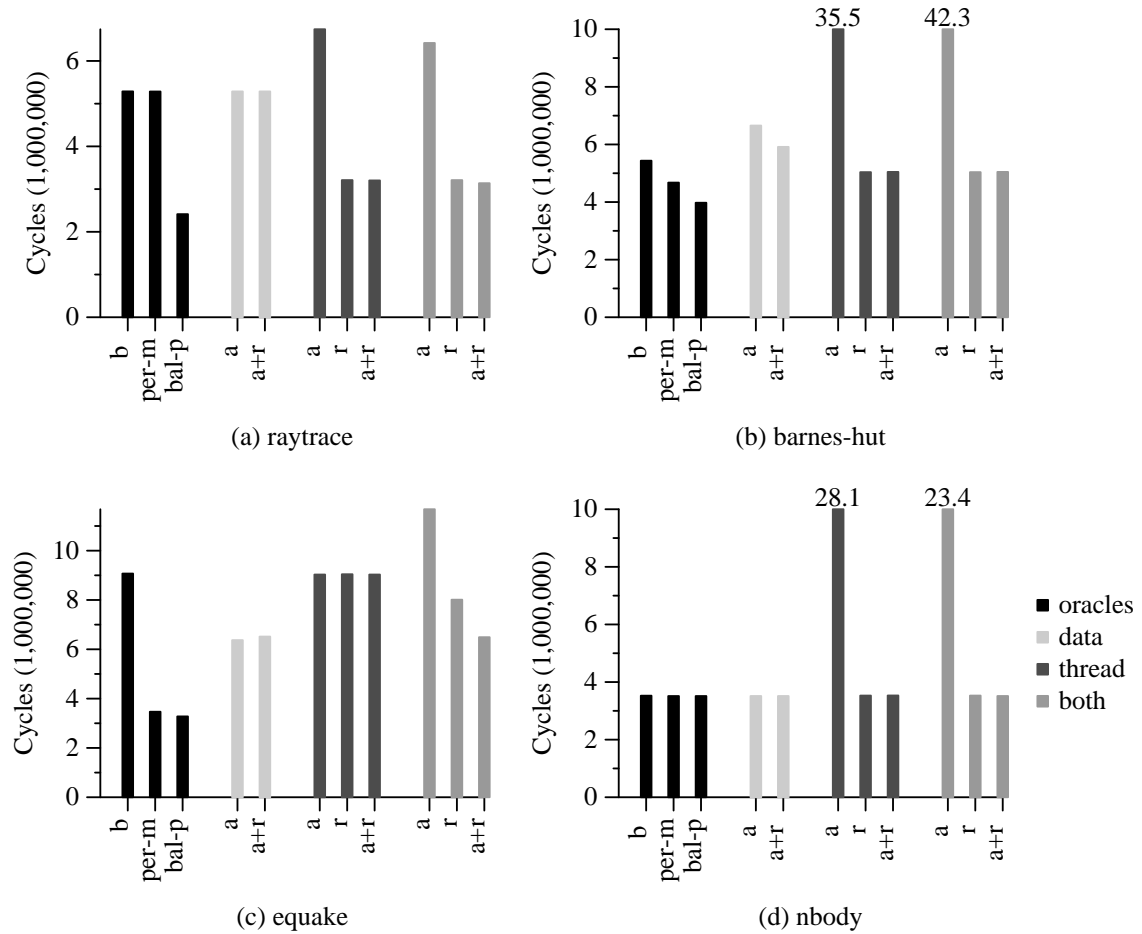 Cycles (1,000,000)
6
4
2
0
b
per-m
bal-p
a
a+r
a
r
a+r
a
r
a+r
(a) raytrace
35.5
42.3
Cycles (1,000,000)
10
8
6
4
2
0
b
per-m
bal-p
a
a+r
a
r
a+r
a
r
a+r
(b) barnes-hut
Cycles (1,000,000)
10
8
6
4
2
0
b
per-m
bal-p
a
a+r
a
r
a+r
a
r
a+r
(c) equake
28.1
23.4
Cycles (1,000,000)
10
8
6
4
2
0
b
per-m
bal-p
a
a+r
a
r
a+r
a
r
a+r
(d) nbody
oracles
data
thread
both